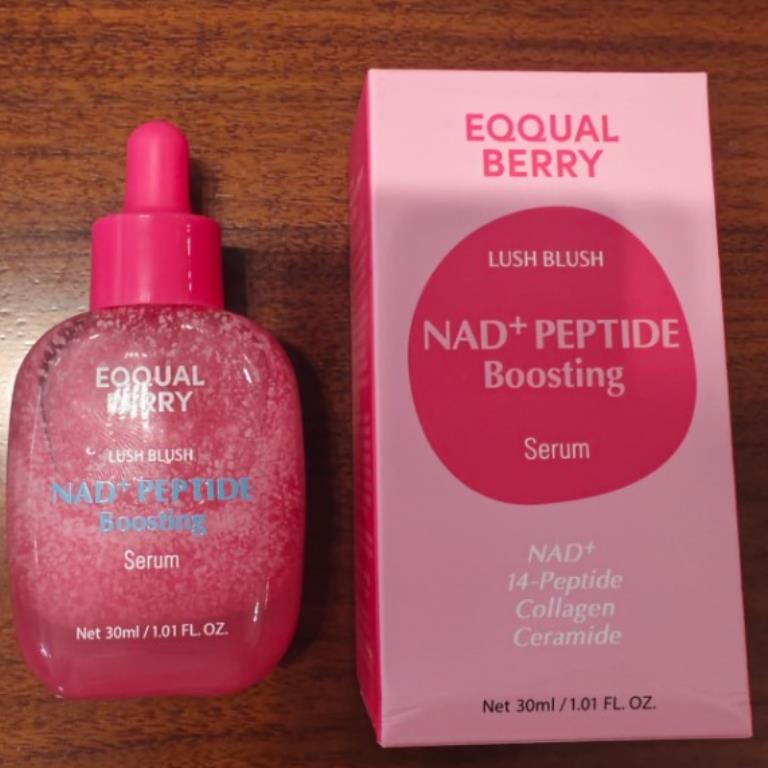 EQQUAL
BERRY
LUSH BLUSH
NAD+ PEPTIDE
Boosting
Serum
Net 30ml / 1.01 FL. OZ.
EQQUAL
BERRY
LUSH BLUSH
NAD+ PEPTIDE
Boosting
Serum
NAD+
14-Peptide
Collagen
Ceramide
Net 30ml / 1.01 FL. OZ.